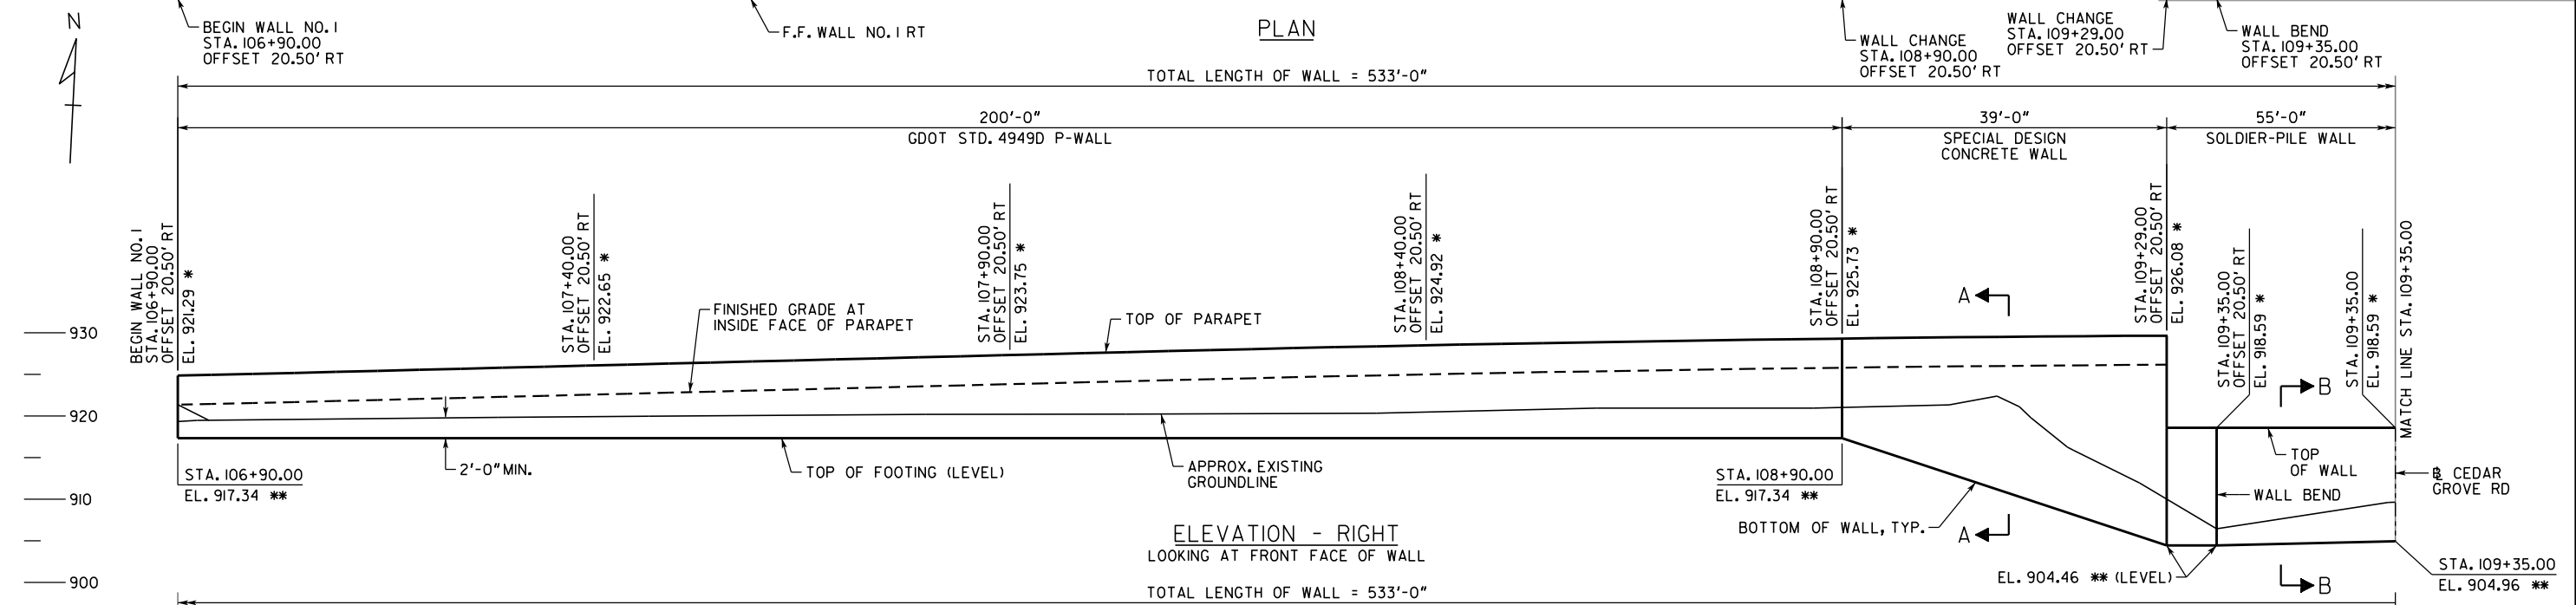 N
BEGIN WALL NO. 1
STA. 106+90.00
OFFSET 20.50' RT
F.F. WALL NO. 1 RT
PLAN
WALL CHANGE
STA. 108+90.00
OFFSET 20.50' RT
WALL CHANGE
STA. 109+29.00
OFFSET 20.50' RT
WALL BEND
STA. 109+35.00
OFFSET 20.50' RT
TOTAL LENGTH OF WALL = 533'-0"
200'-0"
GDOT STD. 4949D P-WALL
39'-0"
SPECIAL DESIGN
CONCRETE WALL
55'-0"
SOLDIER-PILE WALL
BEGIN WALL NO. 1
STA. 106+90.00
OFFSET 20.50' RT
EL. 921.29 *
STA. 107+40.00
OFFSET 20.50' RT
EL. 922.65 *
STA. 107+90.00
OFFSET 20.50' RT
EL. 923.75 *
STA. 108+40.00
OFFSET 20.50' RT
EL. 924.92 *
STA. 108+90.00
OFFSET 20.50' RT
EL. 925.73 *
STA. 109+29.00
OFFSET 20.50' RT
EL. 926.08 *
STA. 109+35.00
OFFSET 20.50' RT
EL. 918.59 *
STA. 109+35.00
EL. 918.59 *
MATCH LINE STA. 109+35.00
930
920
910
900
FINISHED GRADE AT
INSIDE FACE OF PARAPET
TOP OF PARAPET
A
B
2'-0" MIN.
TOP OF FOOTING (LEVEL)
APPROX. EXISTING
GROUNDLINE
STA. 106+90.00
EL. 917.34 **
STA. 108+90.00
EL. 917.34 **
TOP
OF WALL
WALL BEND
℄ CEDAR
GROVE RD
BOTTOM OF WALL, TYP.
A
ELEVATION - RIGHT
LOOKING AT FRONT FACE OF WALL
EL. 904.46 ** (LEVEL)
B
STA. 109+35.00
EL. 904.96 **
TOTAL LENGTH OF WALL = 533'-0"